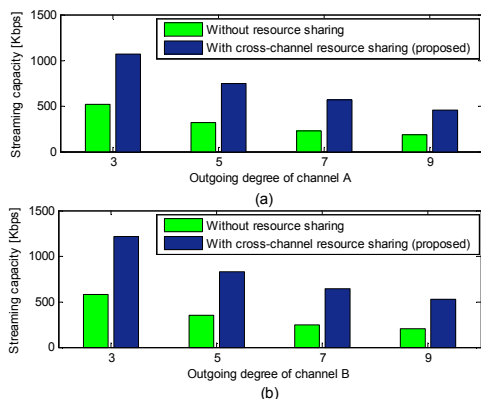 Without resource sharing
With cross-channel resource sharing (proposed)
Streaming capacity [Kbps]
1500
1000
500
0
3 5 7 9
Outgoing degree of channel A
(a)
Without resource sharing
With cross-channel resource sharing (proposed)
Streaming capacity [Kbps]
1500
1000
500
0
3 5 7 9
Outgoing degree of channel B
(b)